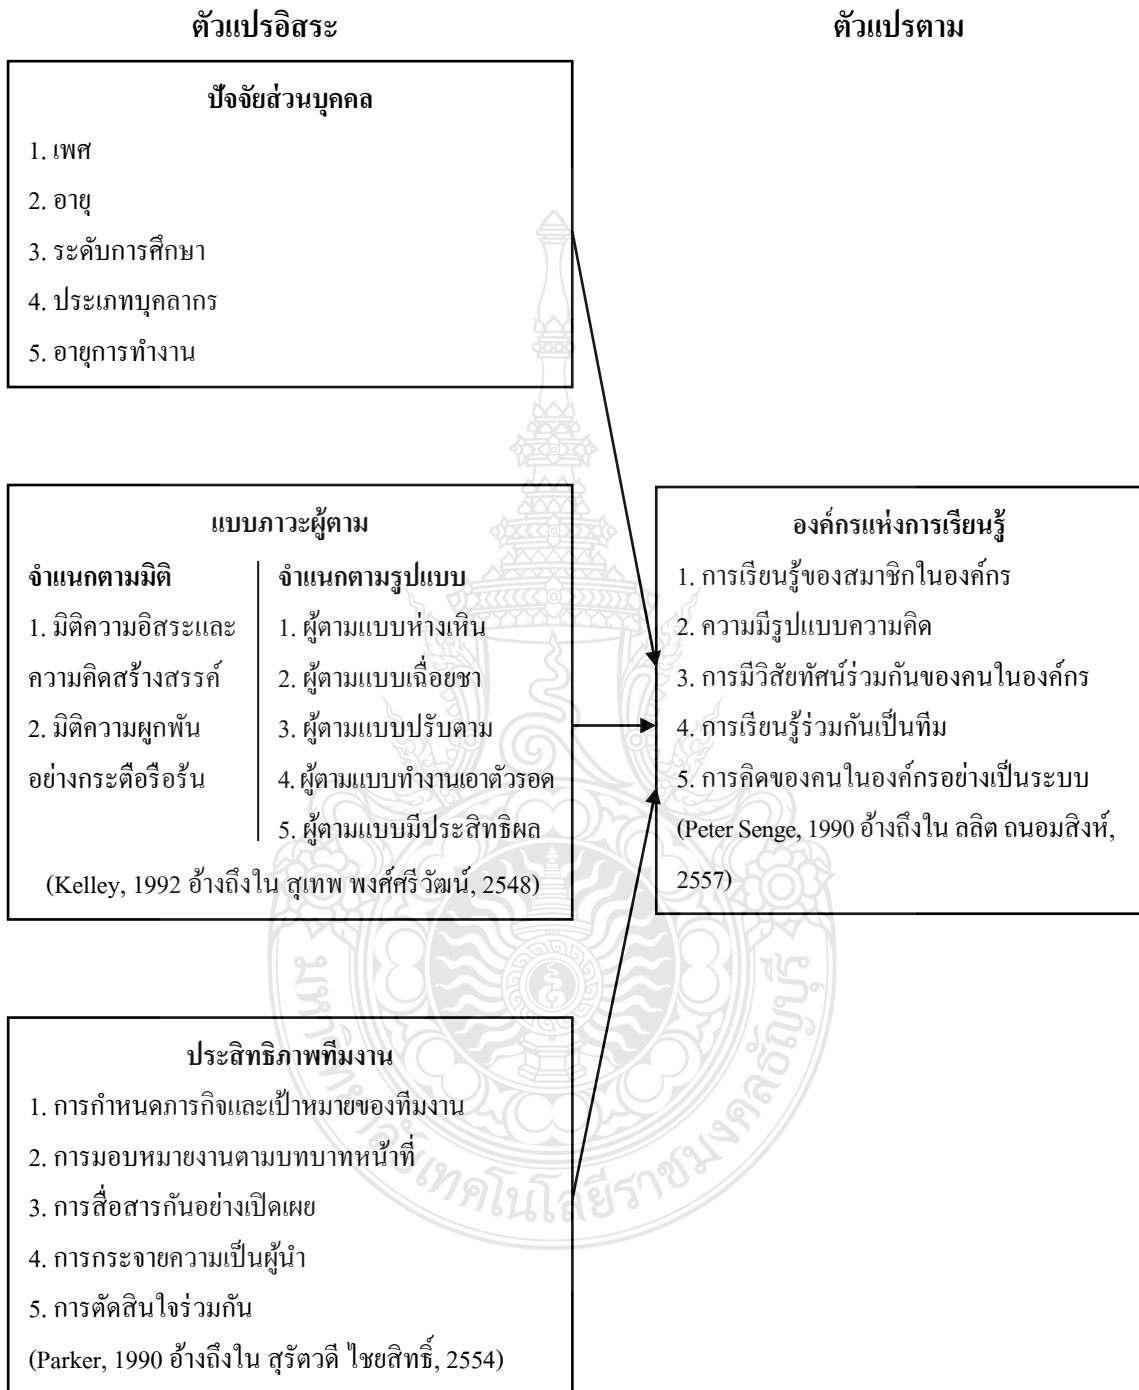 ตัวแปรอิสระ
ตัวแปรตาม
ปัจจัยส่วนบุคคล
1. เพศ
2. อายุ
3. ระดับการศึกษา
4. ประเภทบุคลากร
5. อายุการทำงาน
แบบภาวะผู้ตาม
จำแนกตามมิติ
1. มิติความอิสระและ
ความคิดสร้างสรรค์
2. มิติความผูกพัน
อย่างกระตือรือร้น
จำแนกตามรูปแบบ
1. ผู้ตามแบบห่างเหิน
2. ผู้ตามแบบเฉื่อยชา
3. ผู้ตามแบบปรับตาม
4. ผู้ตามแบบทำงานเอาตัวรอด
5. ผู้ตามแบบมีประสิทธิผล
(Kelley, 1992 อ้างถึงใน สุเทพ พงศ์ศรีวัฒน์, 2548)
องค์กรแห่งการเรียนรู้
1. การเรียนรู้ของสมาชิกในองค์กร
2. ความมีรูปแบบความคิด
3. การมีวิสัยทัศน์ร่วมกันของคนในองค์กร
4. การเรียนรู้ร่วมกันเป็นทีม
5. การคิดของคนในองค์กรอย่างเป็นระบบ
(Peter Senge, 1990 อ้างถึงใน ลลิต ถนอมสิงห์,
2557)
ประสิทธิภาพทีมงาน
1. การกำหนดภารกิจและเป้าหมายของทีมงาน
2. การมอบหมายงานตามบทบาทหน้าที่
3. การสื่อสารกันอย่างเปิดเผย
4. การกระจายความเป็นผู้นำ
5. การตัดสินใจร่วมกัน
(Parker, 1990 อ้างถึงใน สุรัตวดี ไชยสิทธิ์, 2554)
มหาวิทยาลัยเทคโนโลยีราชมงคลธัญบุรี